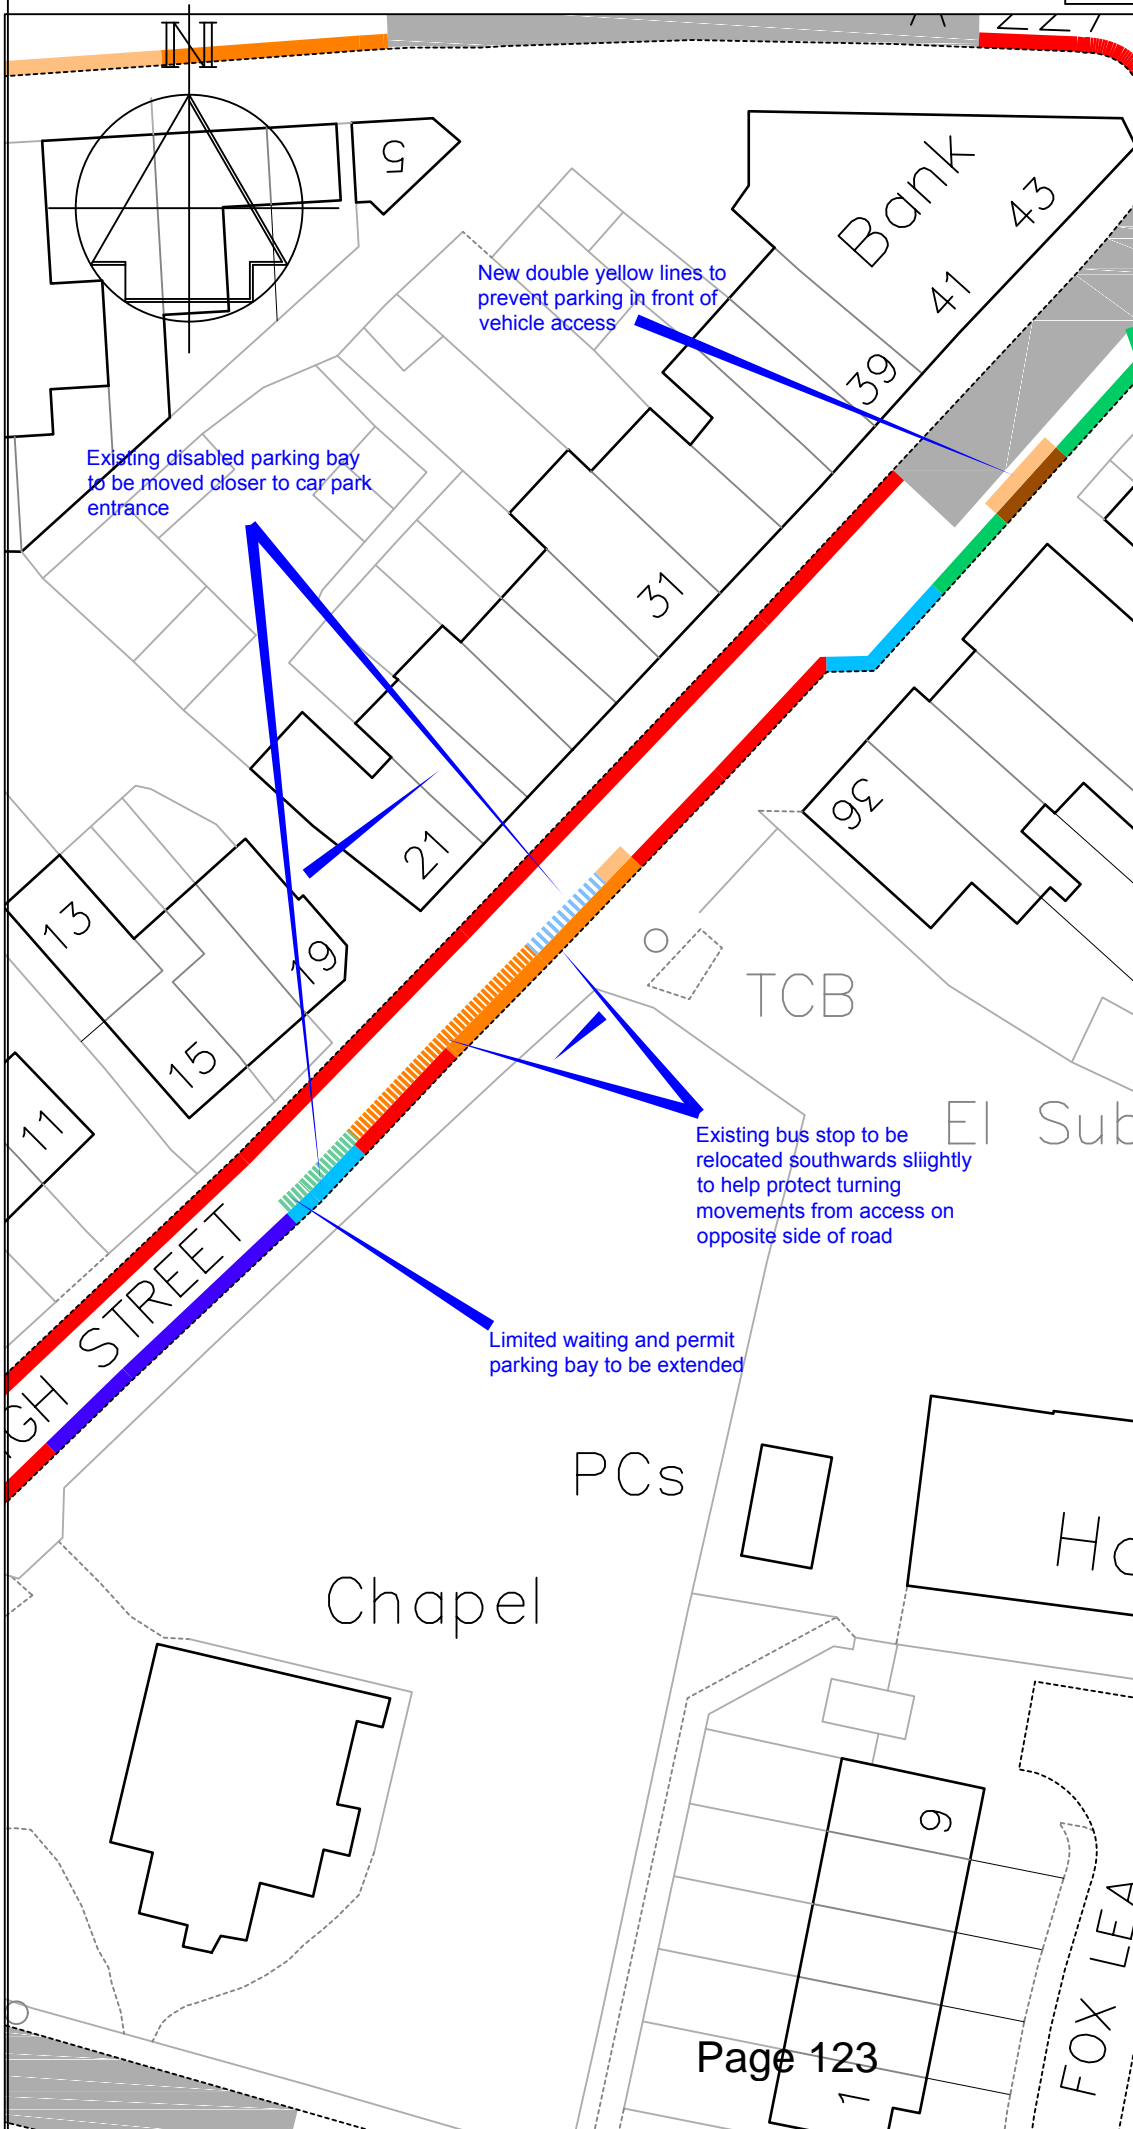 N
5
Bank
43
41
39
New double yellow lines to
prevent parking in front of
vehicle access
Existing disabled parking bay
to be moved closer to car park
entrance
31
21
36
13
19
15
11
TCB
El Sub
Existing bus stop to be
relocated southwards sliightly
to help protect turning
movements from access on
opposite side of road
GH STREET
Limited waiting and permit
parking bay to be extended
PCs
Chapel
9
FOX LEA
Page 123
1